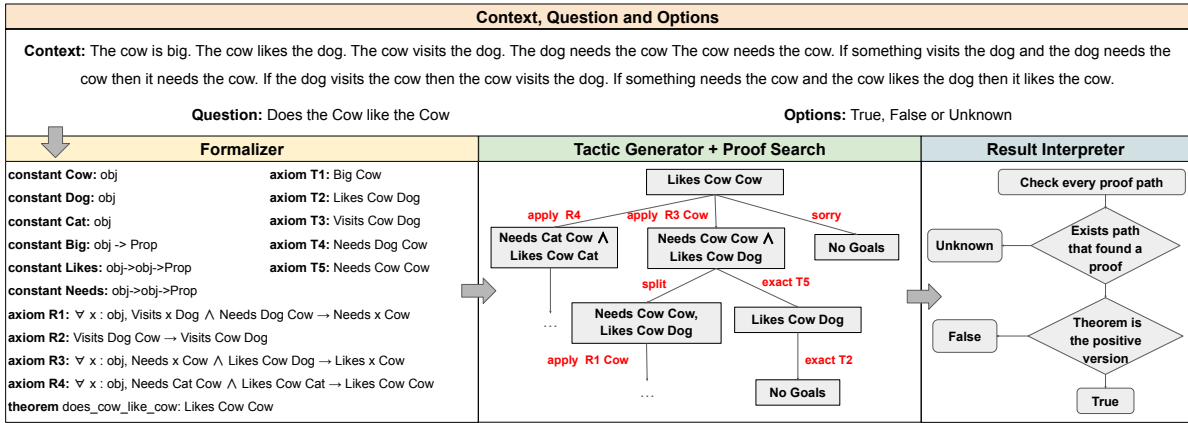 Context, Question and Options
Context: The cow is big. The cow likes the dog. The cow visits the dog. The dog needs the cow The cow needs the cow. If something visits the dog and the dog needs the
cow then it needs the cow. If the dog visits the cow then the cow visits the dog. If something needs the cow and the cow likes the dog then it likes the cow.
Question: Does the Cow like the Cow
Options: True, False or Unknown
Formalizer
constant Cow: obj
axiom T1: Big Cow
constant Dog: obj
axiom T2: Likes Cow Dog
constant Cat: obj
axiom T3: Visits Cow Dog
constant Big: obj -> Prop
axiom T4: Needs Dog Cow
constant Likes: obj->obj->Prop
axiom T5: Needs Cow Cow
constant Needs: obj->obj->Prop
axiom R1: ∀ x : obj, Visits x Dog ∧ Needs Dog Cow → Needs x Cow
axiom R2: Visits Dog Cow → Visits Cow Dog
axiom R3: ∀ x : obj, Needs x Cow ∧ Likes Cow Dog → Likes x Cow
axiom R4: ∀ x : obj, Needs Cat Cow ∧ Likes Cow Cat → Likes Cow Cow
theorem does_cow_like_cow: Likes Cow Cow
Tactic Generator + Proof Search
Likes Cow Cow
apply R4
apply R3 Cow
sorry
Needs Cat Cow ∧
Likes Cow Cat
Needs Cow Cow ∧
Likes Cow Dog
No Goals
split
exact T5
...
Needs Cow Cow,
Likes Cow Dog
Likes Cow Dog
apply R1 Cow
exact T2
...
No Goals
Result Interpreter
Check every proof path
Unknown
Exists path
that found a
proof
False
Theorem is
the positive
version
True